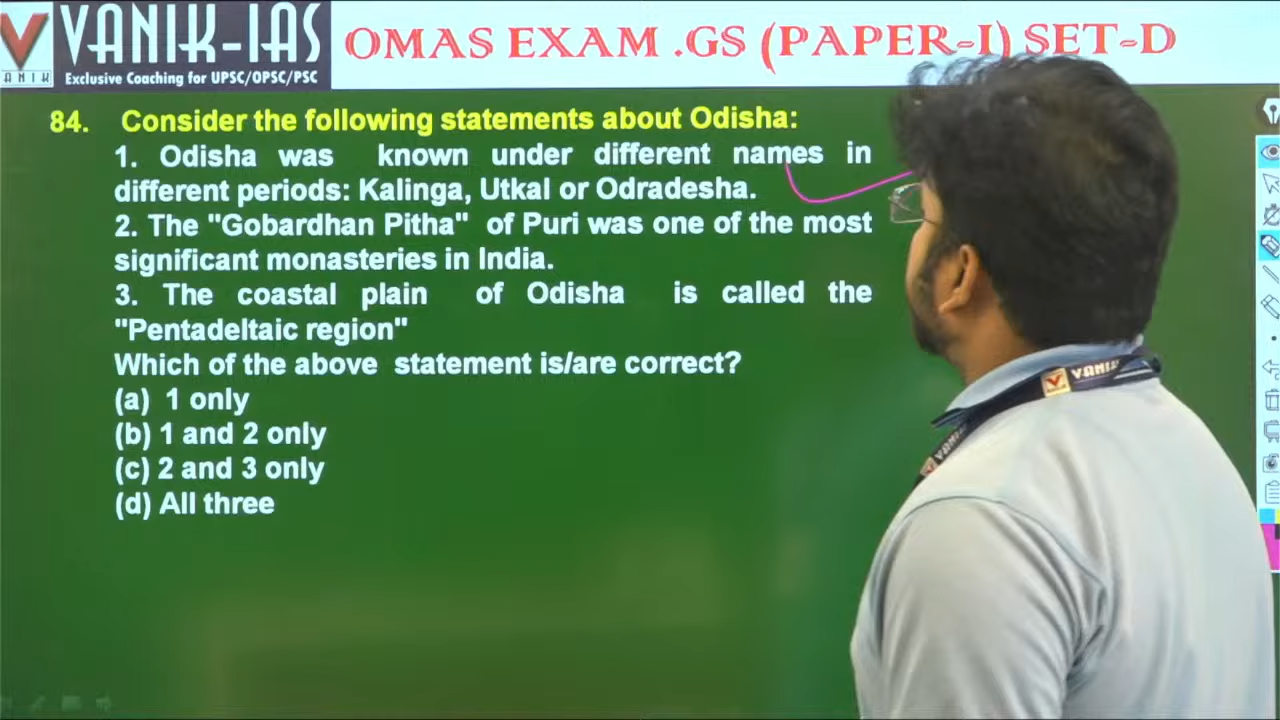 VANIK-IAS
VANIK
Exclusive Coaching for UPSC/OPSC/PSC
OMAS EXAM .GS (PAPER-I) SET-D
84. Consider the following statements about Odisha:
1. Odisha was known under different names in
different periods: Kalinga, Utkal or Odradesha.
2. The "Gobardhan Pitha" of Puri was one of the most
significant monasteries in India.
3. The coastal plain of Odisha is called the
"Pentadeltaic region"
Which of the above statement is/are correct?
(a) 1 only
(b) 1 and 2 only
(c) 2 and 3 only
(d) All three
VANIK
VANIK